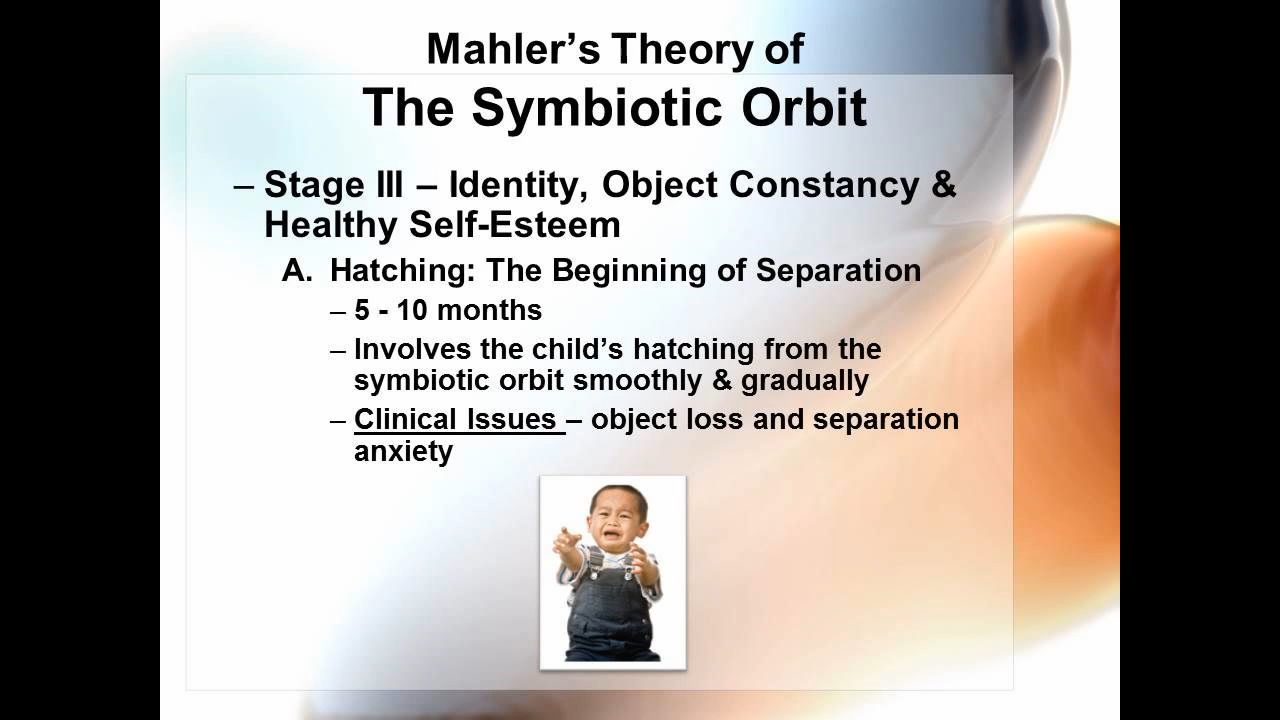 Mahler’s Theory of
The Symbiotic Orbit
– Stage III – Identity, Object Constancy &
Healthy Self-Esteem
A. Hatching: The Beginning of Separation
– 5 - 10 months
– Involves the child’s hatching from the
symbiotic orbit smoothly & gradually
– Clinical Issues – object loss and separation
anxiety